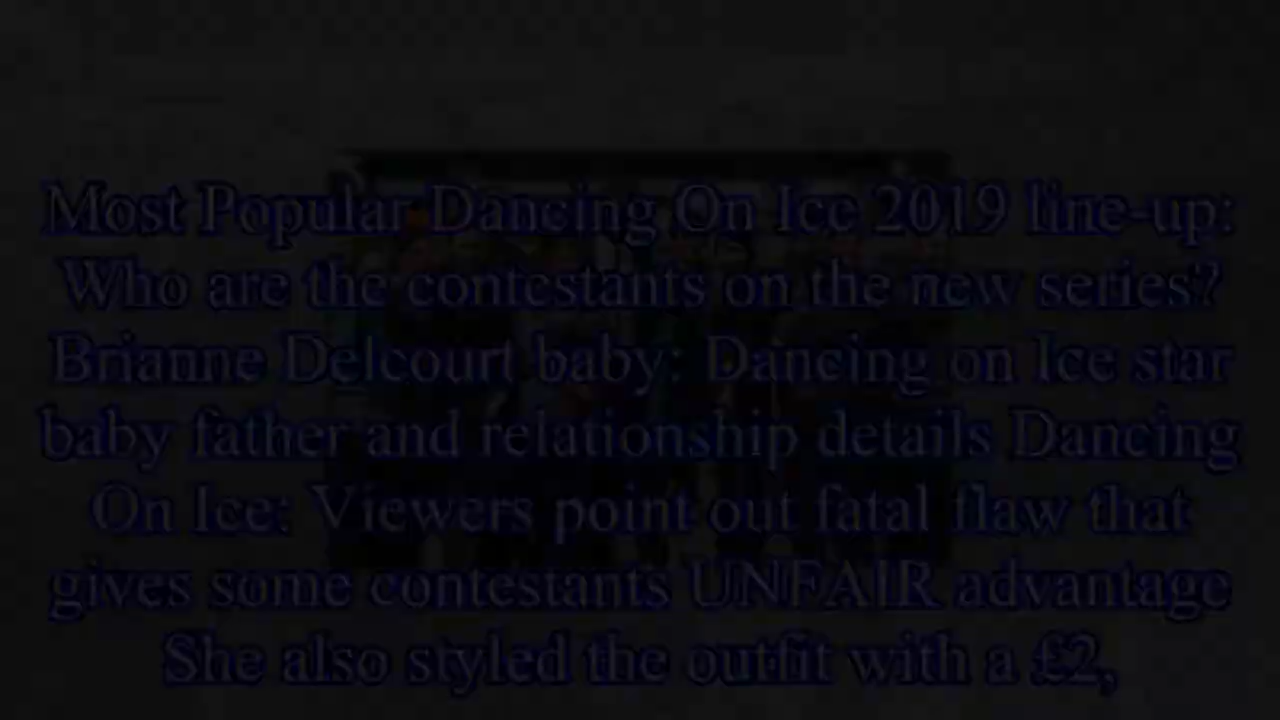 Most Popular Dancing On Ice 2019 line-up:
Who are the contestants on the new series?
Brianne Delcourt baby: Dancing on Ice star
baby father and relationship details Dancing
On Ice: Viewers point out fatal flaw that
gives some contestants UNFAIR advantage
She also styled the outfit with a £2,